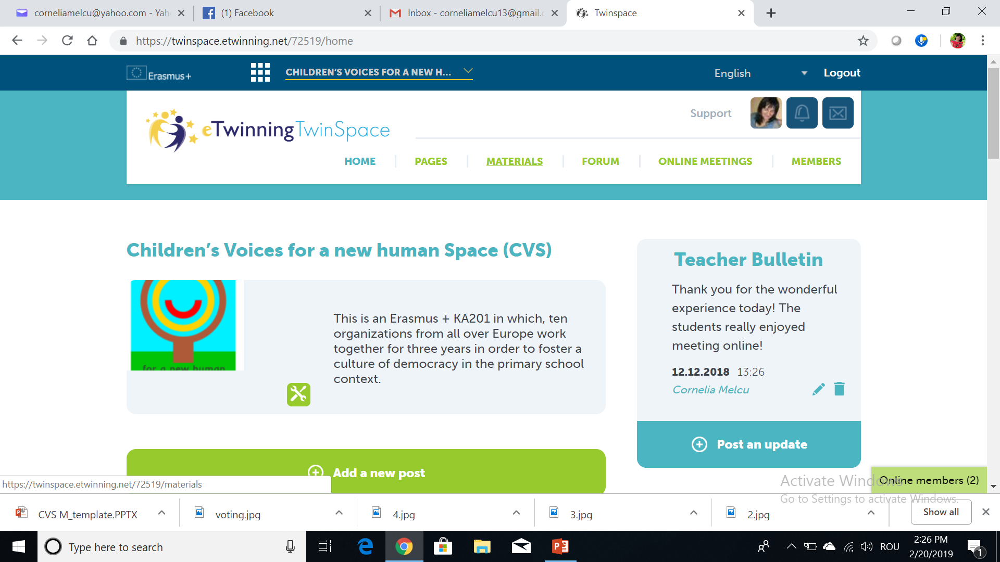 corneliamelcu@yahoo.com - Yah
(1) Facebook
Inbox - corneliamelcu13@gmail.c
Twinspace
https://twinspace.etwinning.net/72519/home
Erasmus+
CHILDREN'S VOICES FOR A NEW H...
English
Logout
eTwinning TwinSpace
Support
HOME
PAGES
MATERIALS
FORUM
ONLINE MEETINGS
MEMBERS
Children's Voices for a new human Space (CVS)
for a new human
This is an Erasmus + KA201 in which, ten
organizations from all over Europe work
together for three years in order to foster a
culture of democracy in the primary school
context.
Teacher Bulletin
Thank you for the wonderful
experience today! The
students really enjoyed
meeting online!
12.12.2018 13:26
Cornelia Melcu
Post an update
Add a new post
Online members (2)
Activate Windows
Go to Settings to activate Windows.
https://twinspace.etwinning.net/72519/materials
CVS M_template.PPTX
voting.jpg
4.jpg
3.jpg
2.jpg
Show all
Type here to search
ROU
2:26 PM
2/20/2019
1